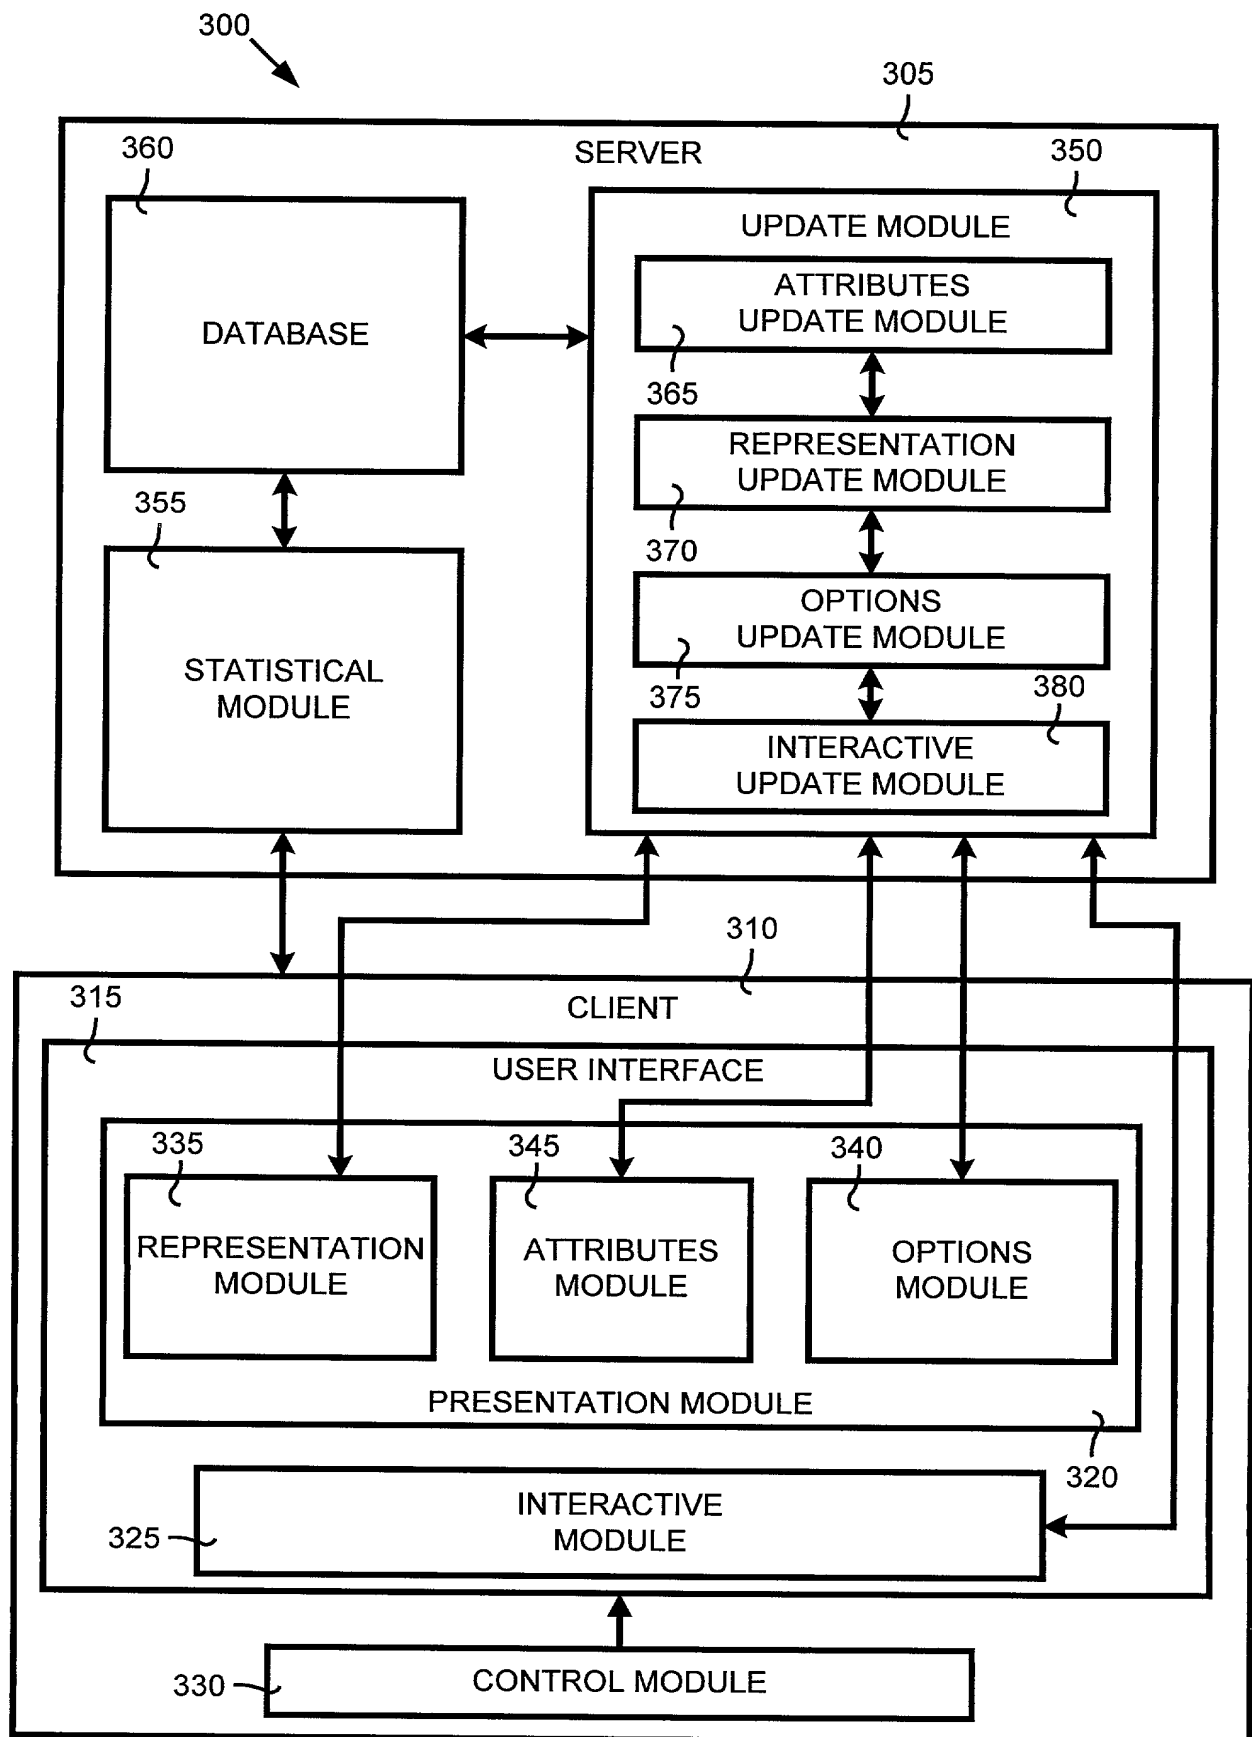 300
305
SERVER
360
350
UPDATE MODULE
ATTRIBUTES
UPDATE MODULE
DATABASE
365
REPRESENTATION
UPDATE MODULE
355
370
OPTIONS
UPDATE MODULE
STATISTICAL
MODULE
375
380
INTERACTIVE
UPDATE MODULE
310
315
CLIENT
USER INTERFACE
335
345
340
REPRESENTATION
MODULE
ATTRIBUTES
MODULE
OPTIONS
MODULE
PRESENTATION MODULE
320
INTERACTIVE
MODULE
325
CONTROL MODULE
330